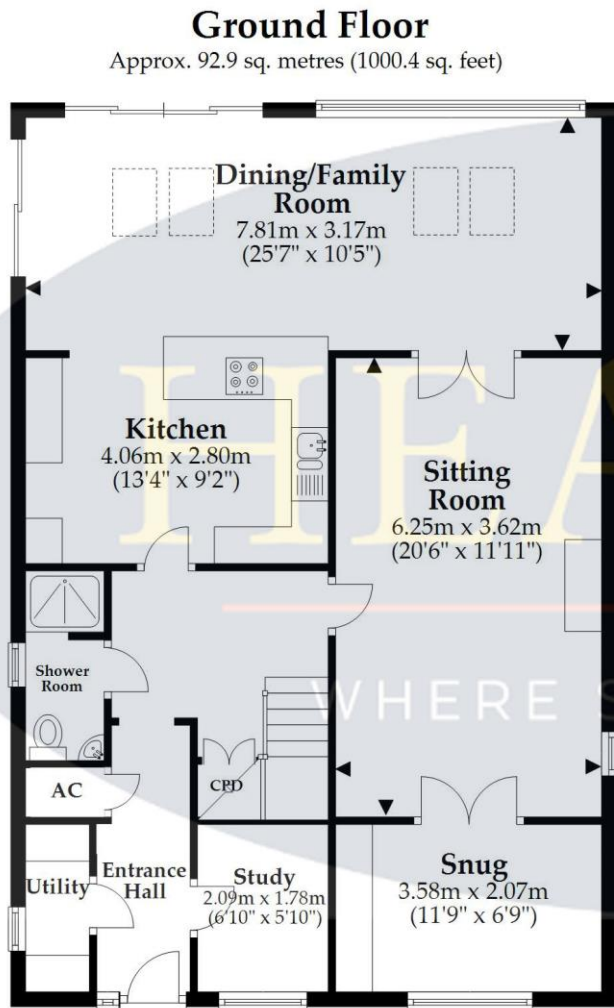 Ground Floor
Approx. 92.9 sq. metres (1000.4 sq. feet)
Dining/Family
Room
7.81m x 3.17m
(25'7" x 10'5")
Kitchen
4.06m x 2.80m
(13'4" x 9'2")
Sitting
Room
6.25m x 3.62m
(20'6" x 11'11")
HEA
Shower
Room
WHERE S
AC
CPD
Utility
Entrance
Hall
Study
2.09m x 1.78m
(6'10" x 5'10")
Snug
3.58m x 2.07m
(11'9" x 6'9")